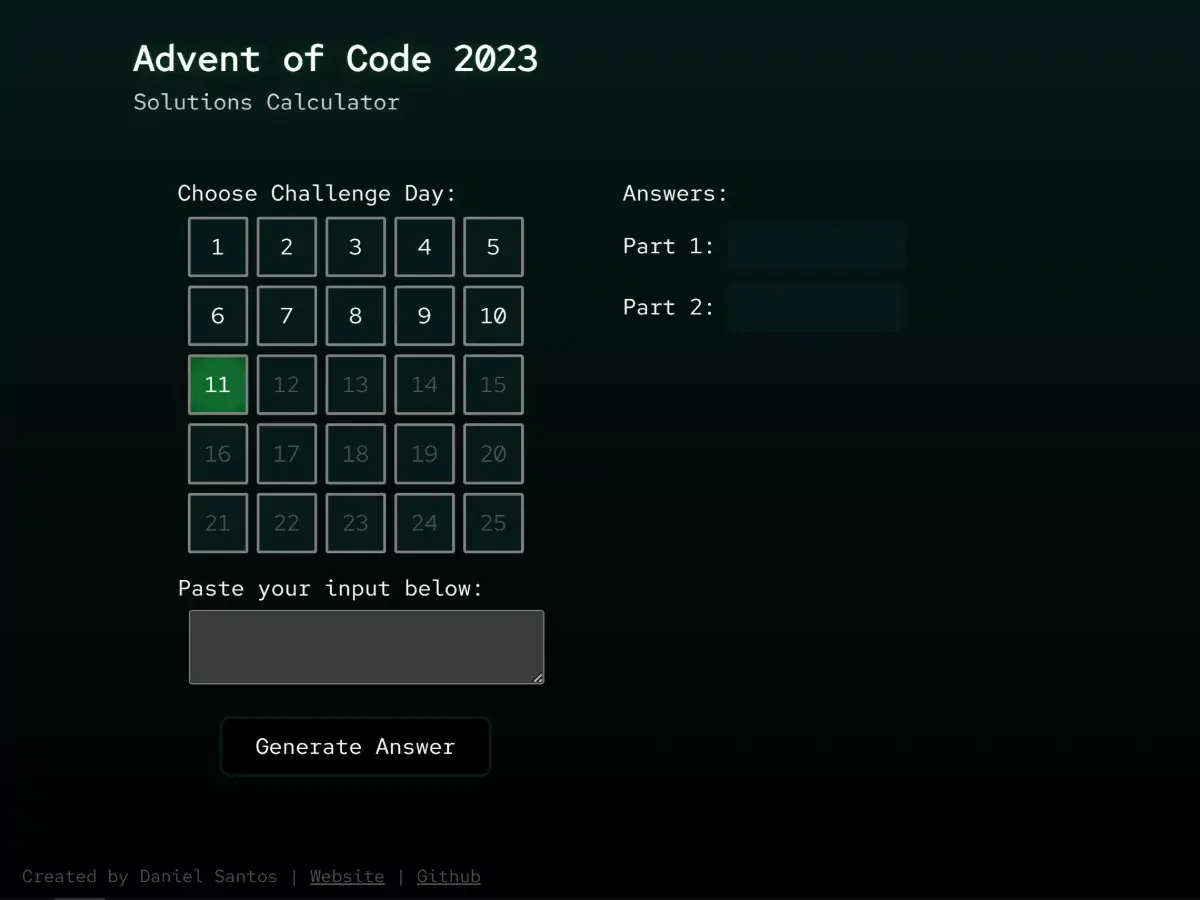 Advent of Code 2023
Solutions Calculator
Choose Challenge Day:
1 2 3 4 5
6 7 8 9 10
11 12 13 14 15
16 17 18 19 20
21 22 23 24 25
Paste your input below:
Generate Answer
Answers:
Part 1:
Part 2:
Created by Daniel Santos | Website | Github